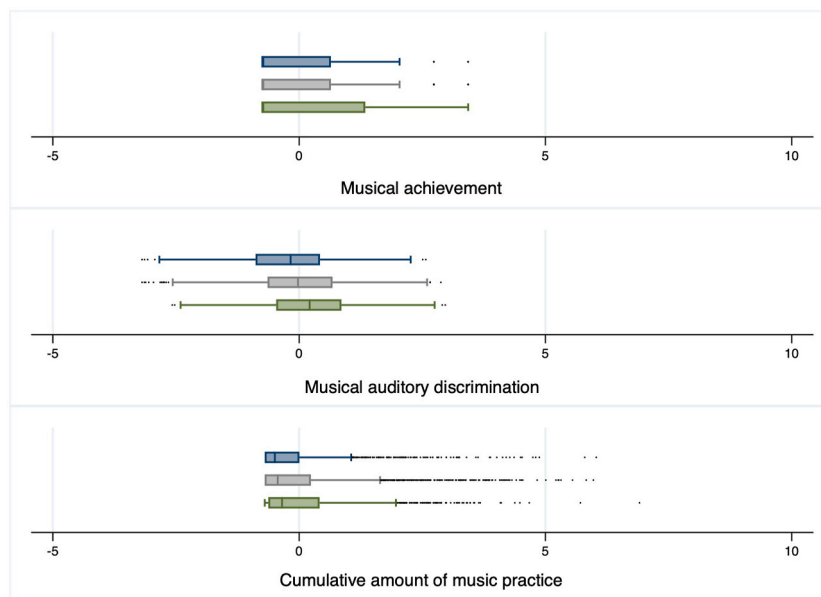 -5 0 5 10
Musical achievement
-5 0 5 10
Musical auditory discrimination
-5 0 5 10
Cumulative amount of music practice